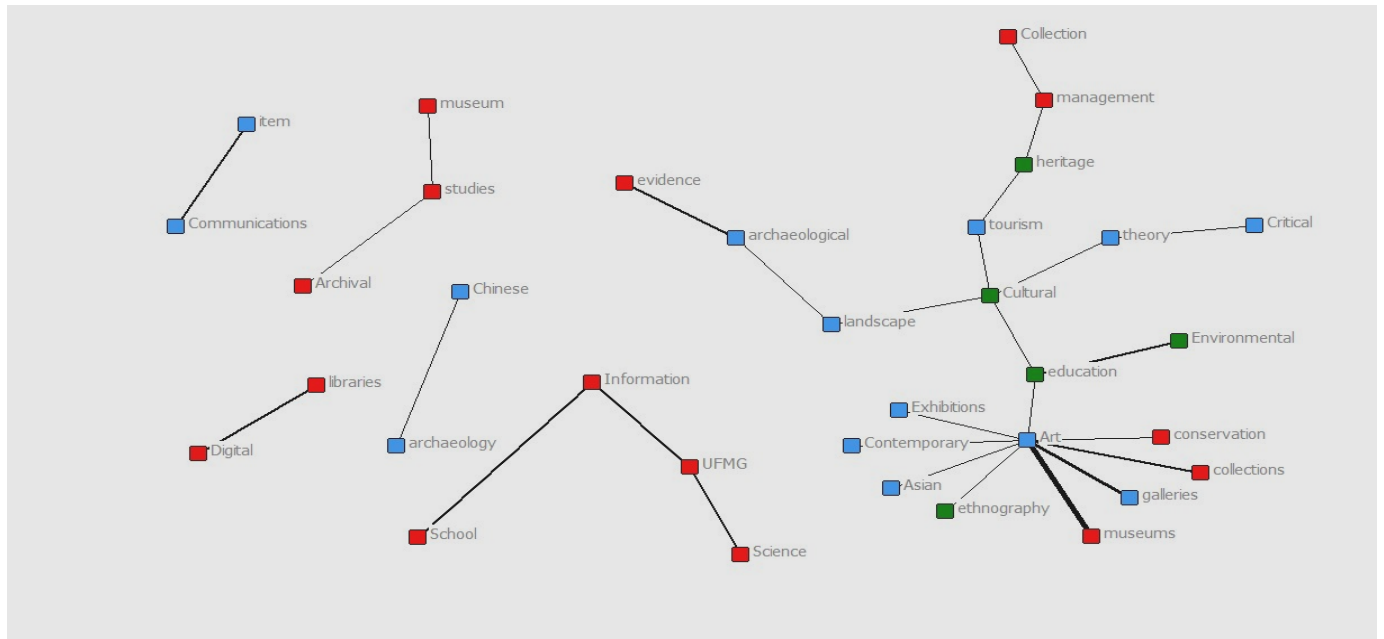 Collection
management
museum
item
heritage
evidence
studies
Critical
Communications
tourism
theory
archaeological
Archival
Chinese
Cultural
landscape
Environmental
education
Information
libraries
Exhibitions
conservation
Art
Contemporary
archaeology
Digital
UFMG
collections
Asian
galleries
ethnography
School
museums
Science